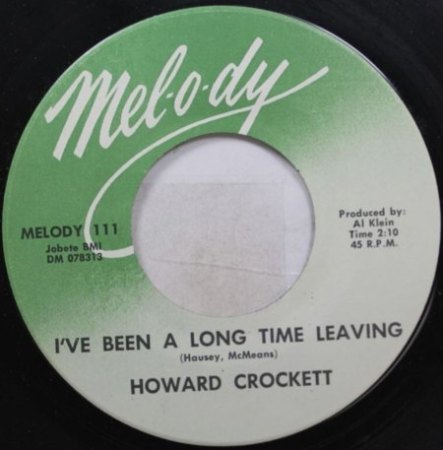 Mel-o-dy
MELODY 111
Jobete BMI
DM 078313
Produced by:
Al Klein
Time 2:10
45 R.P.M.
I'VE BEEN A LONG TIME LEAVING
(Hausey, McMeans)
HOWARD CROCKETT